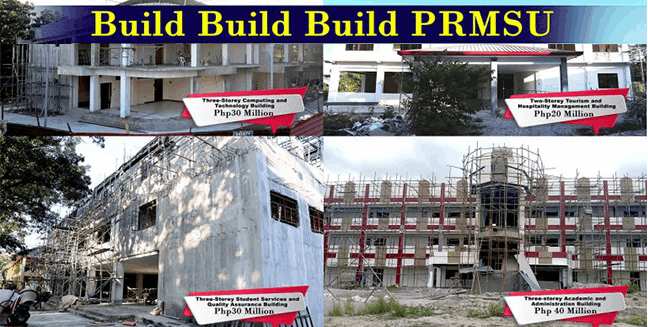 Build Build Build PRMSU
Three-Storey Computing and
Technology Building
Php30 Million
Two-Storey Tourism and
Hospitality Management Building
Php20 Million
Three-Storey Student Services and
Quality Assurance Building
Php30 Million
Three-storey Academic and
Administration Building
Php 40 Million